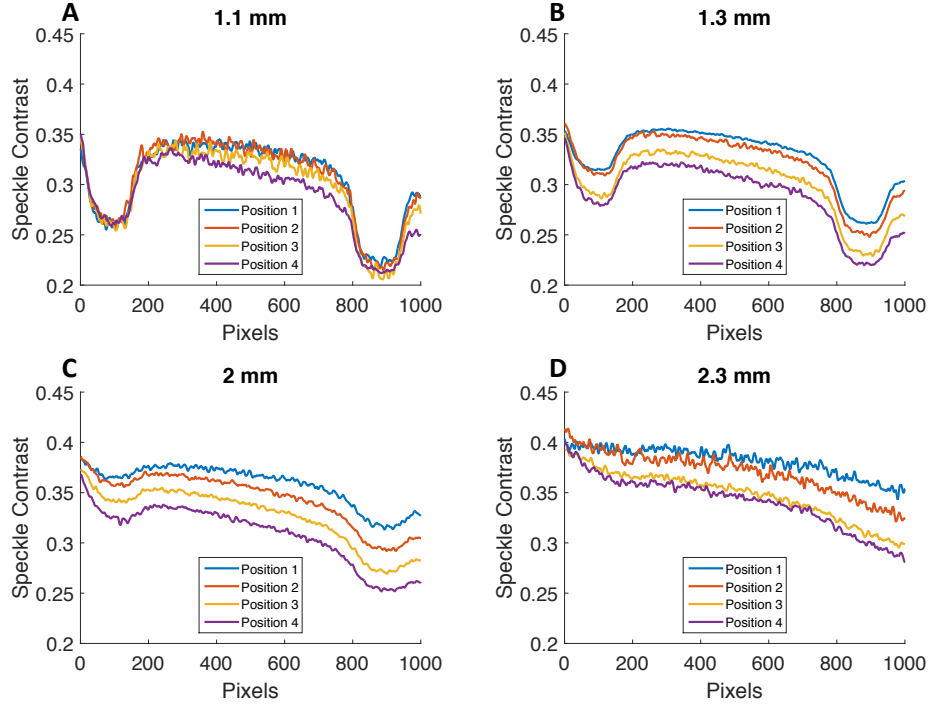 A
1.1 mm
Speckle Contrast
0.45
0.4
0.35
0.3
0.25
0.2
Position 1
Position 2
Position 3
Position 4
0 200 400 600 800 1000
Pixels
B
1.3 mm
Speckle Contrast
0.45
0.4
0.35
0.3
0.25
0.2
Position 1
Position 2
Position 3
Position 4
0 200 400 600 800 1000
Pixels
C
2 mm
Speckle Contrast
0.45
0.4
0.35
0.3
0.25
0.2
Position 1
Position 2
Position 3
Position 4
0 200 400 600 800 1000
Pixels
D
2.3 mm
Speckle Contrast
0.45
0.4
0.35
0.3
0.25
0.2
Position 1
Position 2
Position 3
Position 4
0 200 400 600 800 1000
Pixels